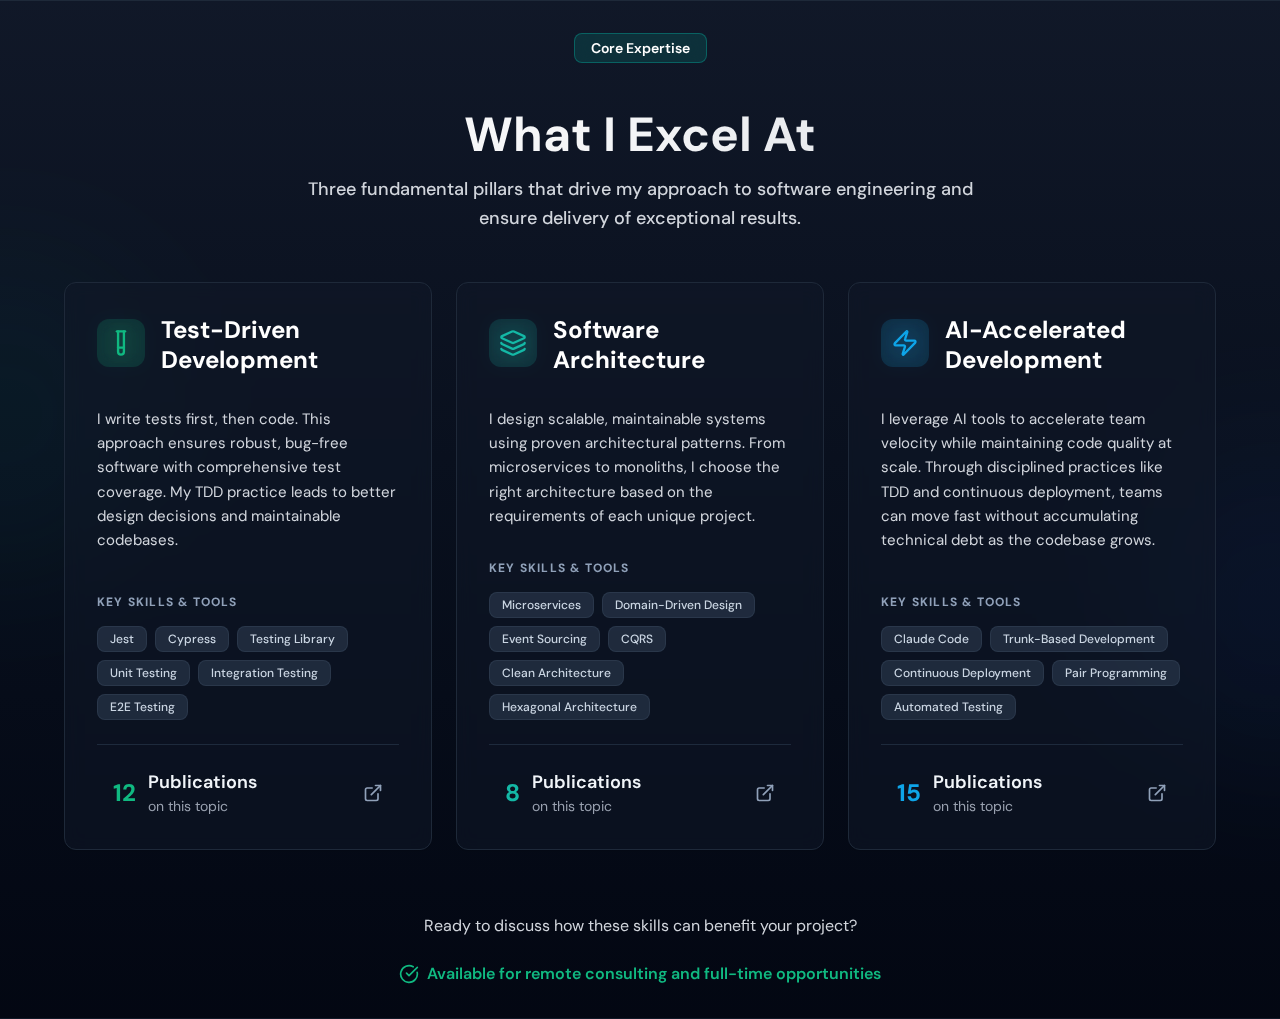 Core Expertise
What I Excel At
Three fundamental pillars that drive my approach to software engineering and
ensure delivery of exceptional results.
Test-Driven
Development
I write tests first, then code. This
approach ensures robust, bug-free
software with comprehensive test
coverage. My TDD practice leads to better
design decisions and maintainable
codebases.
KEY SKILLS & TOOLS
Jest
Cypress
Testing Library
Unit Testing
Integration Testing
E2E Testing
12
Publications
on this topic
Software
Architecture
I design scalable, maintainable systems
using proven architectural patterns. From
microservices to monoliths, I choose the
right architecture based on the
requirements of each unique project.
KEY SKILLS & TOOLS
Microservices
Domain-Driven Design
Event Sourcing
CQRS
Clean Architecture
Hexagonal Architecture
8
Publications
on this topic
AI-Accelerated
Development
I leverage AI tools to accelerate team
velocity while maintaining code quality at
scale. Through disciplined practices like
TDD and continuous deployment, teams
can move fast without accumulating
technical debt as the codebase grows.
KEY SKILLS & TOOLS
Claude Code
Trunk-Based Development
Continuous Deployment
Pair Programming
Automated Testing
15
Publications
on this topic
Ready to discuss how these skills can benefit your project?
Available for remote consulting and full-time opportunities